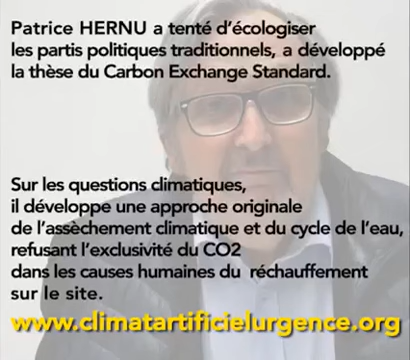 Patrice HERNU a tenté d'écologiser
les partis politiques traditionnels, a développé
la thèse du Carbon Exchange Standard.
Sur les questions climatiques,
il développe une approche originale
de l'assèchement climatique et du cycle de l'eau,
refusant l'exclusivité du CO2
dans les causes humaines du réchauffement
sur le site.
www.climatartificielurgence.org